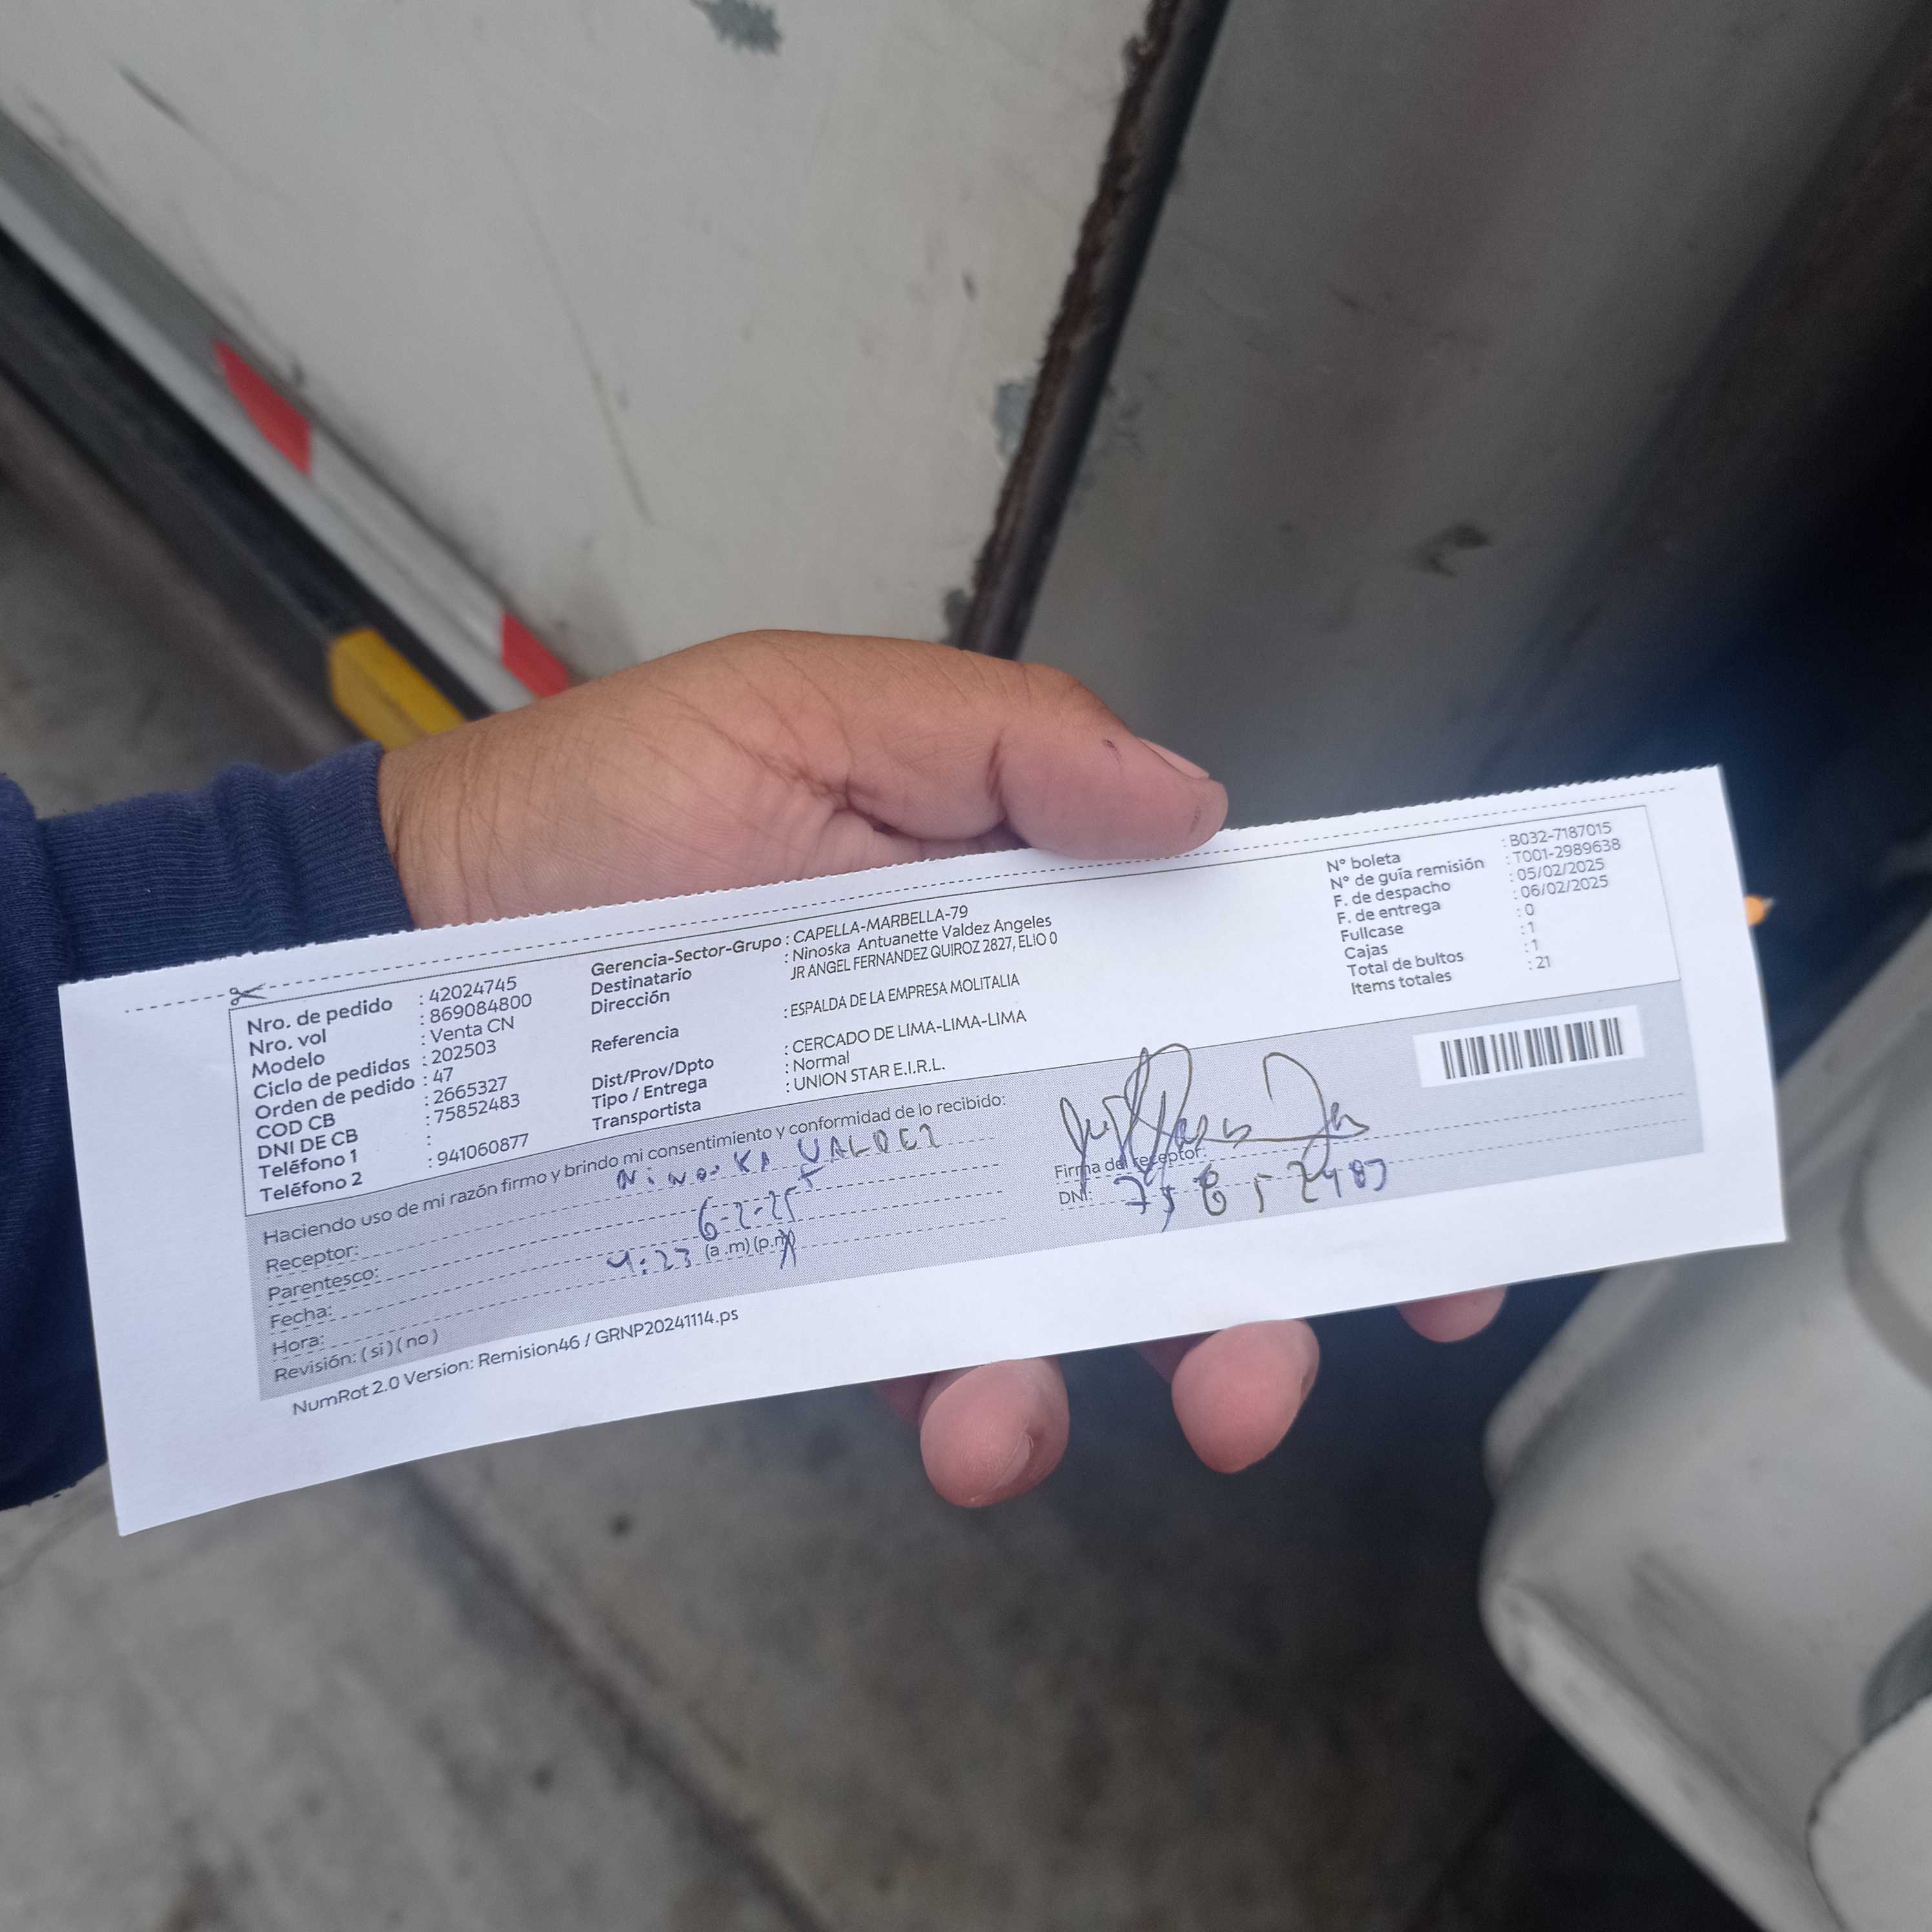 Nro. de pedido : 42024745
Nro. vol : 869084800
Modelo : Venta CN
Ciclo de pedidos : 202503
Orden de pedido : 47
COD CB : 2665327
DNI DE CB : 75852483
Teléfono 1 :
Teléfono 2 : 941060877
Gerencia-Sector-Grupo : CAPELLA-MARBELLA-79
Destinatario : Ninoska Antuanette Valdez Angeles
Dirección JR ANGEL FERNANDEZ QUIROZ 2827, ELIO 0
Referencia : ESPALDA DE LA EMPRESA MOLITALIA
Dist/Prov/Dpto : CERCADO DE LIMA-LIMA-LIMA
Tipo / Entrega : Normal
Transportista : UNION STAR E.I.R.L.
N° boleta : B032-7187015
N° de guía remisión : T001-2989638
F. de despacho : 05/02/2025
F. de entrega : 06/02/2025
Fullcase : 0
Cajas : 1
Total de bultos : 1
Items totales : 21
Haciendo uso de mi razón firmo y brindo mi consentimiento y conformidad de lo recibido:
Receptor: NiNosKA VALDEZ
Parentesco:
Fecha: 6-2-25
Hora: 4:23 (a.m) (p.m)
Revisión: ( si ) ( no )
Firma del receptor:
DNI: 75852483
NumRot 2.0 Version: Remision46 / GRNP20241114.ps